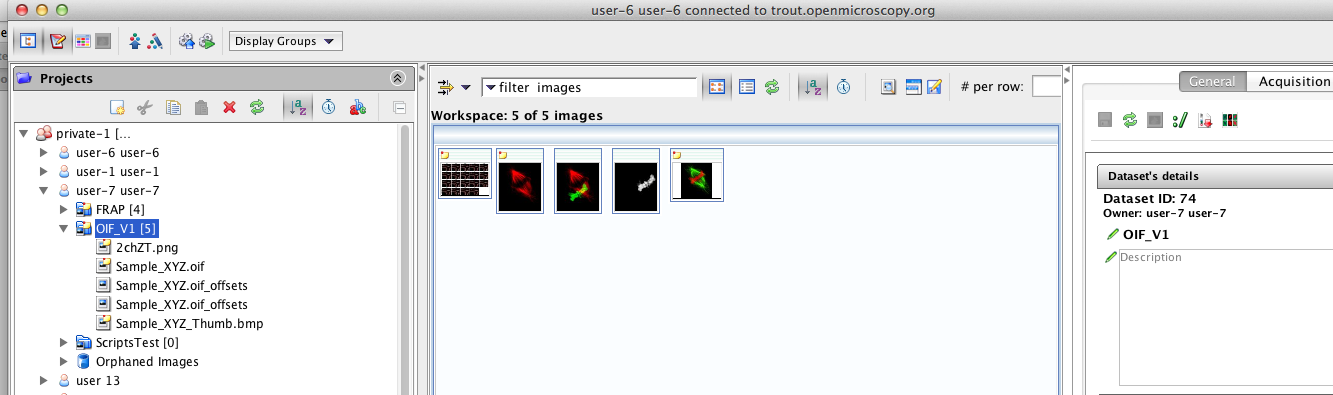 user-6 user-6 connected to trout.openmicroscopy.org
Display Groups
Projects
private-1 [...
user-6 user-6
user-1 user-1
user-7 user-7
FRAP [4]
OIF_V1 [5]
2chZT.png
Sample_XYZ.oif
Sample_XYZ.oif_offsets
Sample_XYZ.oif_offsets
Sample_XYZ_Thumb.bmp
ScriptsTest [0]
Orphaned Images
user 13
filter images
# per row:
Workspace: 5 of 5 images
General
Acquisition
Dataset's details
Dataset ID: 74
Owner: user-7 user-7
OIF_V1
Description